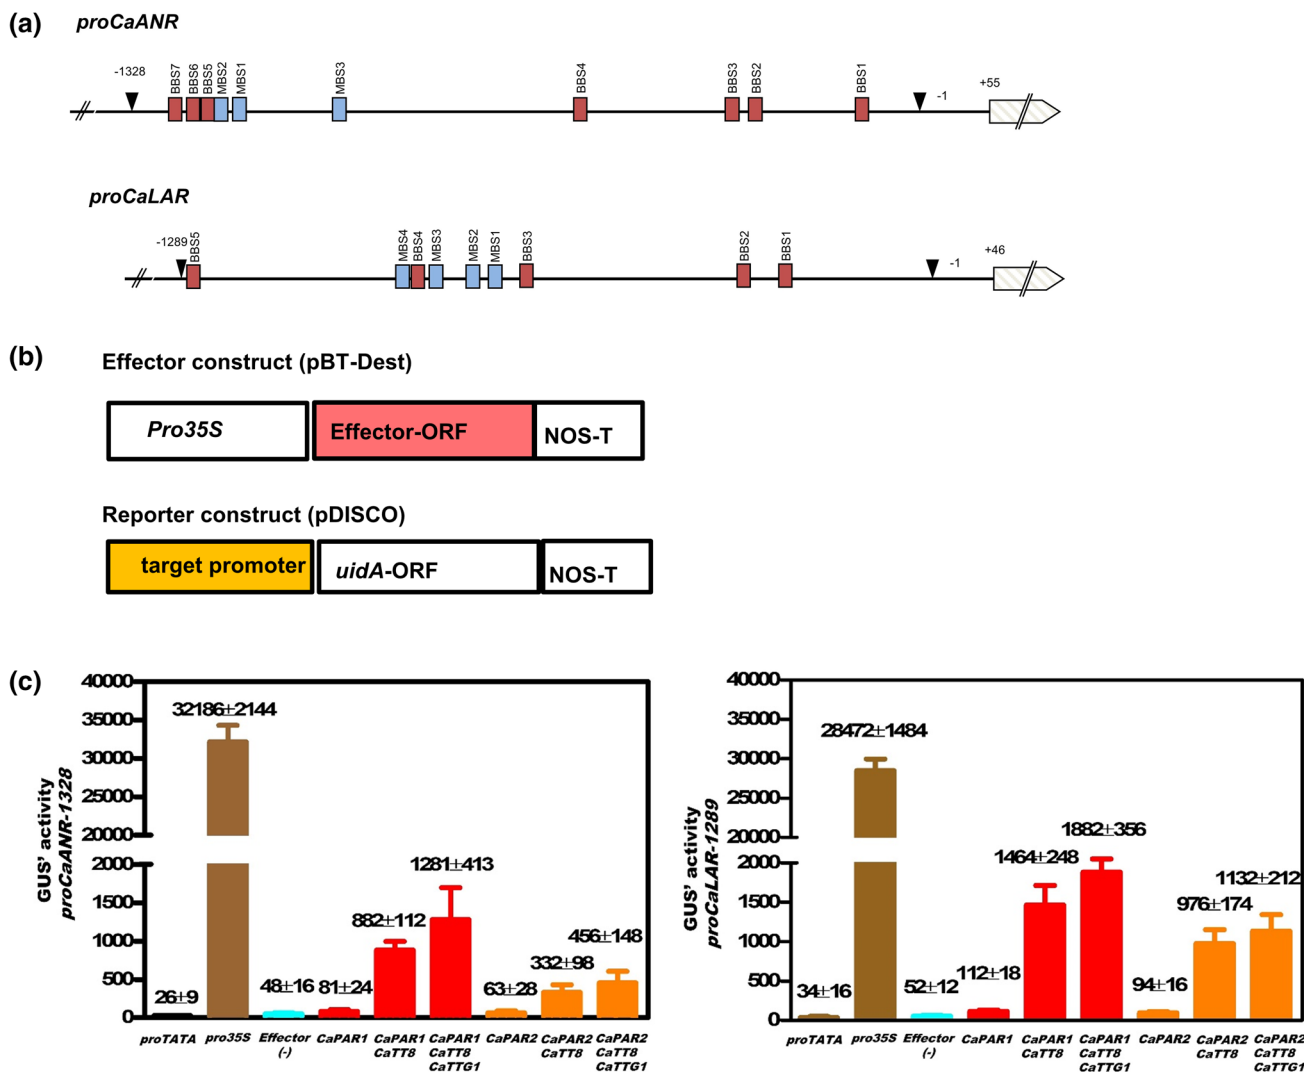 (a)
proCaANR
-1328
BBS7
BBS6
BBS5
MBS2
MBS1
MBS3
BBS4
BBS3
BBS2
BBS1
-1
+55
proCaLAR
-1289
BBS5
MBS4
BBS4
MBS3
MBS2
MBS1
BBS3
BBS2
BBS1
-1
+46
(b)
Effector construct (pBT-Dest)
Pro35S
Effector-ORF
NOS-T
Reporter construct (pDISCO)
target promoter
uidA-ORF
NOS-T
(c)
GUS' activity
proCaANR-1328
40000
35000
30000
25000
20000
2000
1500
1000
500
0
26±9
32186±2144
48±16
81±24
882±112
1281±413
63±28
332±98
456±148
proTATA
pro35S
Effector
(-)
CaPAR1
CaPAR1
CaTT8
CaPAR1
CaTT8
CaTTG1
CaPAR2
CaPAR2
CaTT8
CaPAR2
CaTT8
CaTTG1
GUS' activity
proCaLAR-1289
40000
35000
30000
25000
20000
2000
1500
1000
500
0
34±16
28472±1484
52±12
112±18
1464±248
1882±356
94±16
976±174
1132±212
proTATA
pro35S
Effector
(-)
CaPAR1
CaPAR1
CaTT8
CaPAR1
CaTT8
CaTTG1
CaPAR2
CaPAR2
CaTT8
CaPAR2
CaTT8
CaTTG1